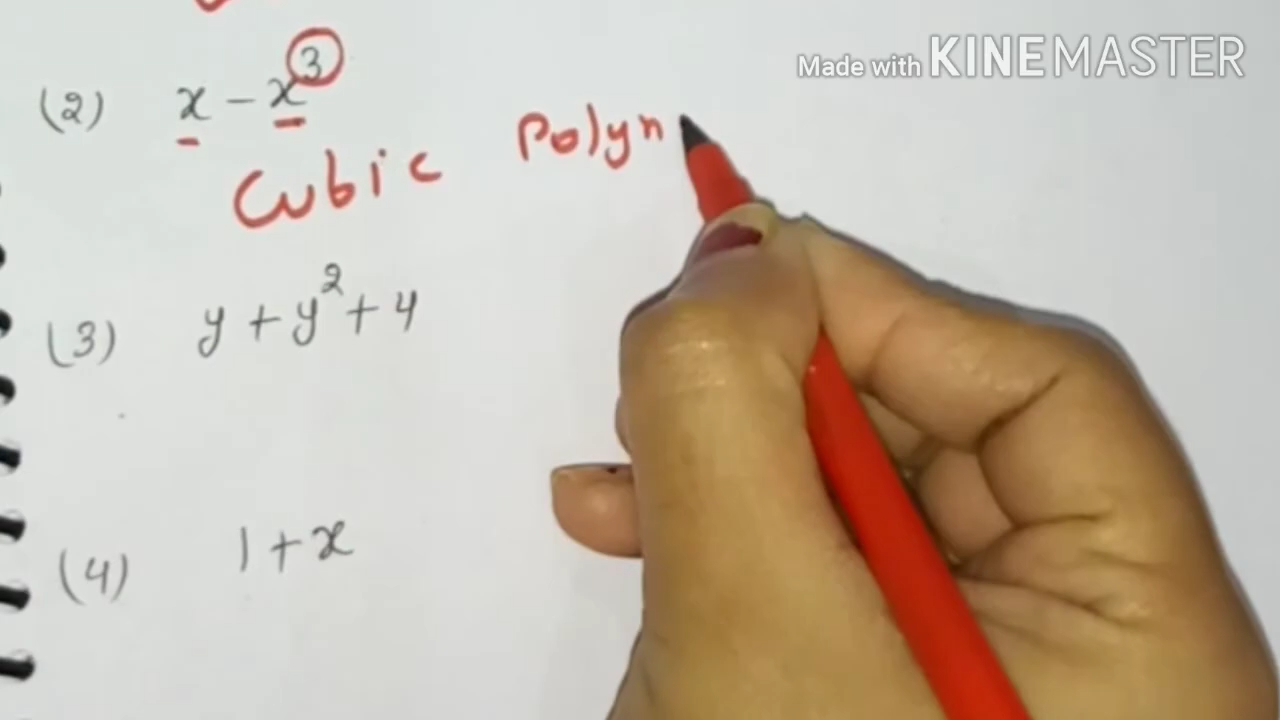 Made with KINEMASTER
(2) x - x³
Cubic Polyn
(3) y + y² + 4
(4) 1 + x